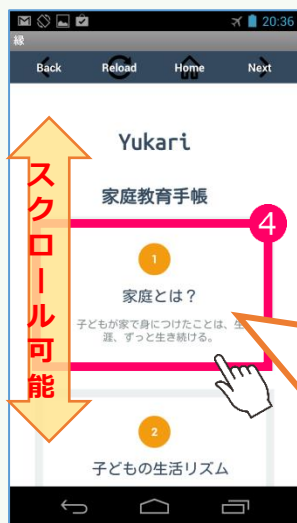 20:36
縁
Back Reload Home Next
Yukari
家庭教育手帳
4
1
家庭とは？
子どもが家で身につけたことは、生
涯、ずっと生き続ける。
2
子どもの生活リズム
スクロール可能